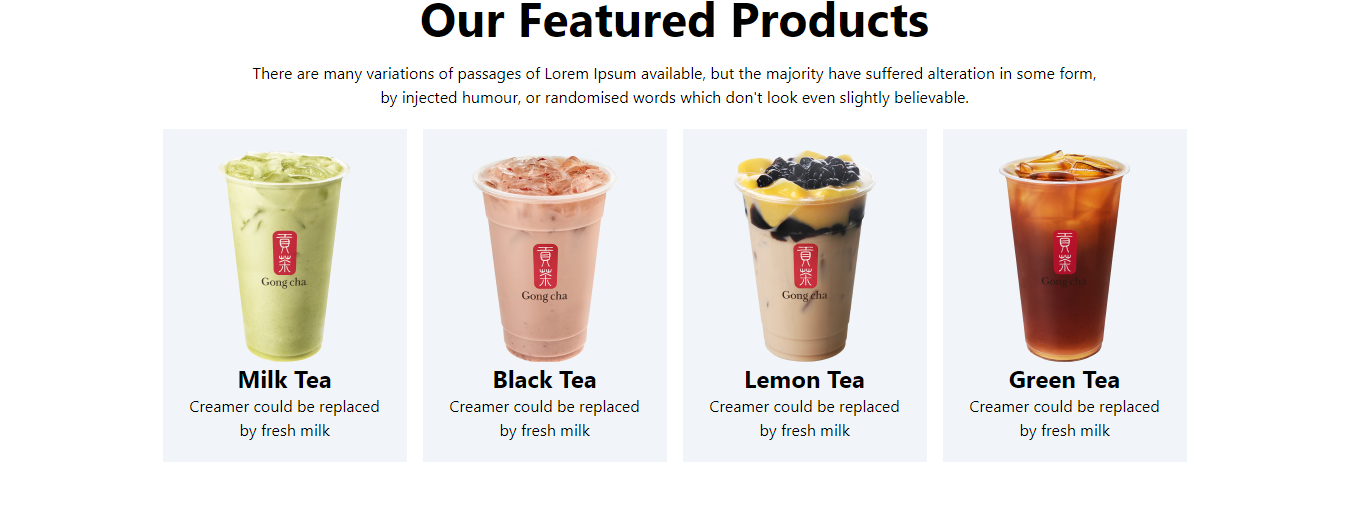 Our Featured Products
There are many variations of passages of Lorem Ipsum available, but the majority have suffered alteration in some form,
by injected humour, or randomised words which don't look even slightly believable.
貢茶
Gong cha
貢茶
Gong cha
貢茶
Gong cha
貢茶
Gong cha
Milk Tea
Black Tea
Lemon Tea
Green Tea
Creamer could be replaced
by fresh milk
Creamer could be replaced
by fresh milk
Creamer could be replaced
by fresh milk
Creamer could be replaced
by fresh milk